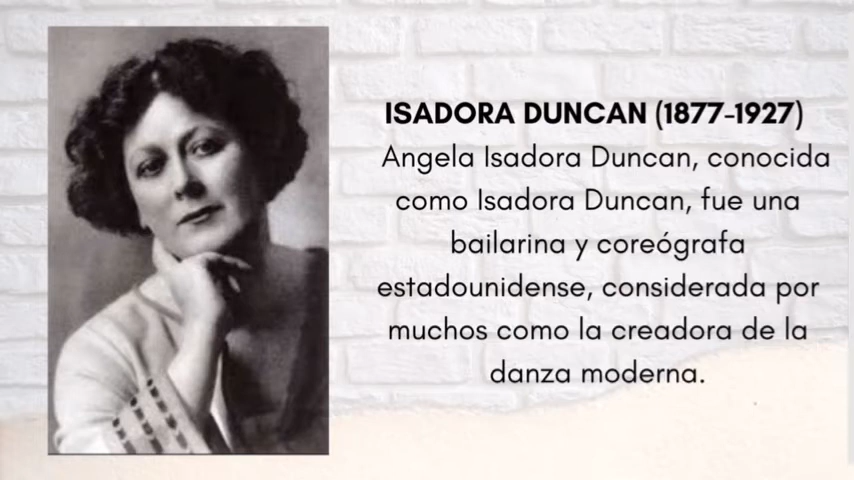 ISADORA DUNCAN (1877-1927)
Angela Isadora Duncan, conocida
como Isadora Duncan, fue una
bailarina y coreógrafa
estadounidense, considerada por
muchos como la creadora de la
danza moderna.